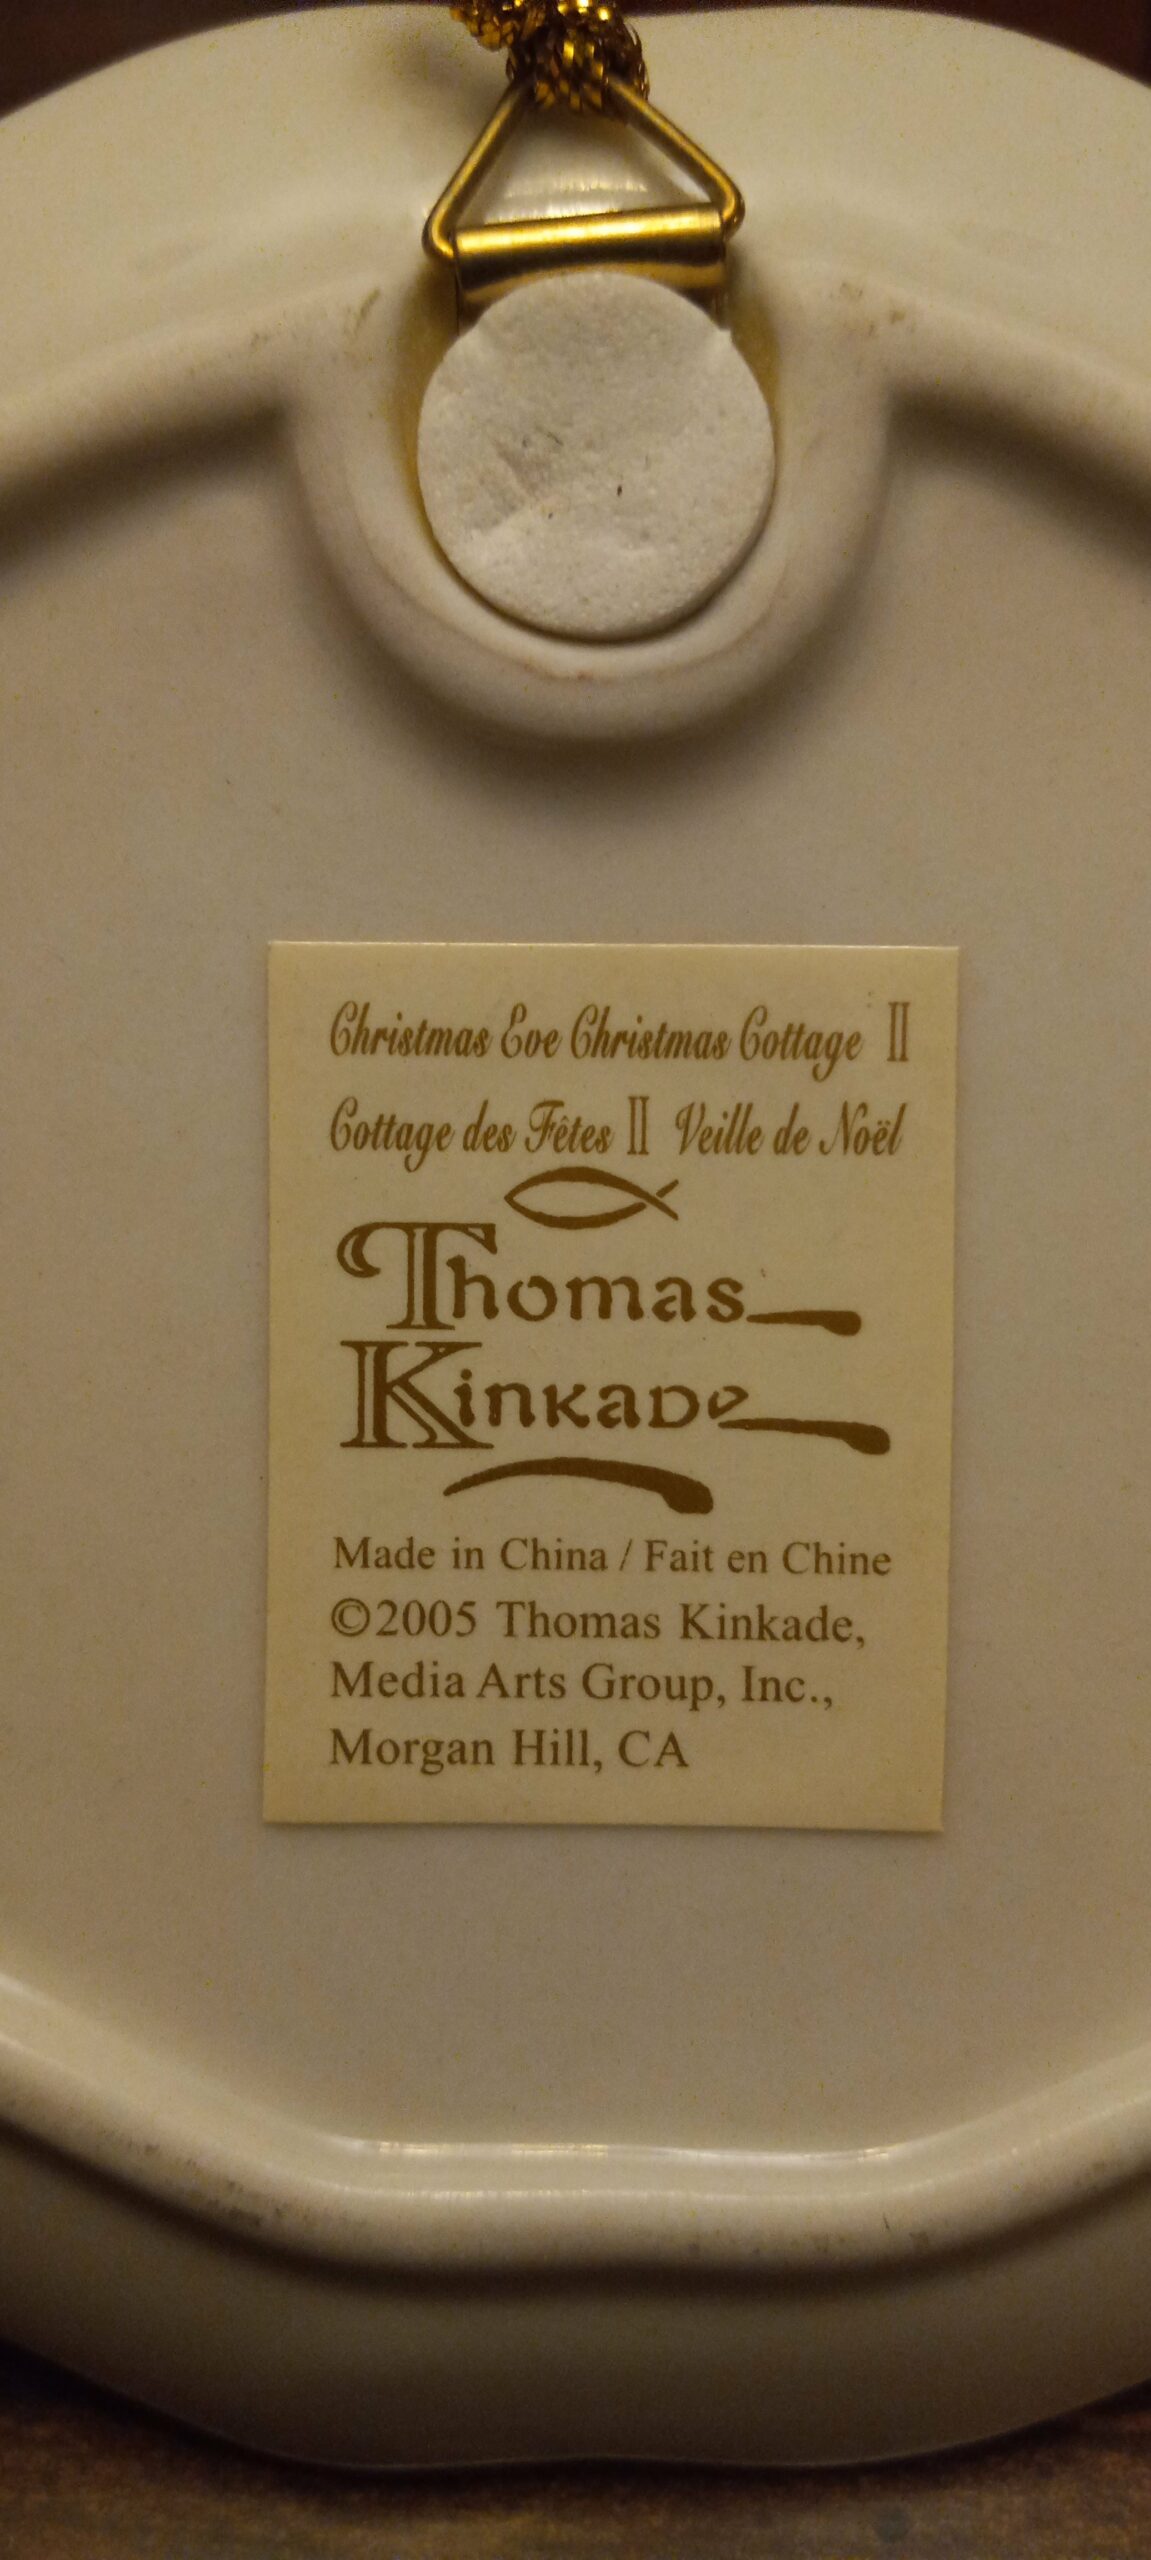 Christmas Eve Christmas Cottage II
Cottage des Fêtes II Veille de Noël
Thomas
Kinkade
Made in China / Fait en Chine
©2005 Thomas Kinkade,
Media Arts Group, Inc.,
Morgan Hill, CA